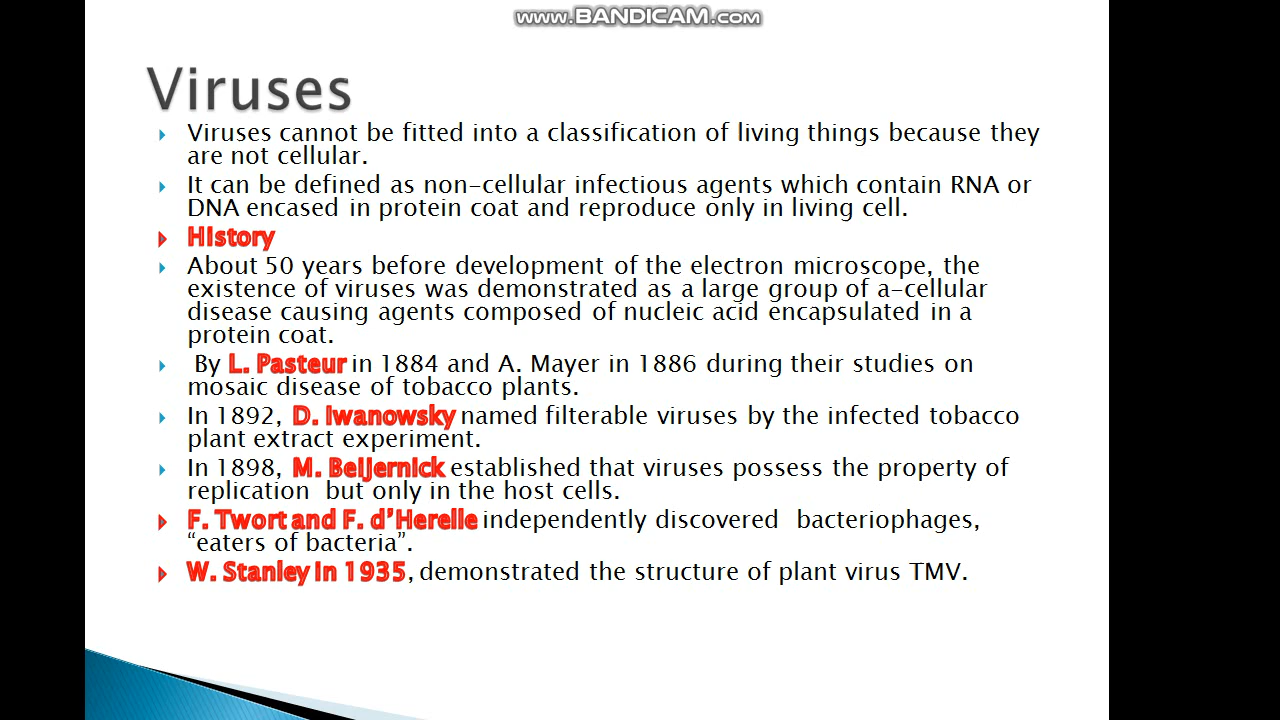 www.BANDICAM.com
Viruses
Viruses cannot be fitted into a classification of living things because they
are not cellular.
It can be defined as non-cellular infectious agents which contain RNA or
DNA encased in protein coat and reproduce only in living cell.
History
About 50 years before development of the electron microscope, the
existence of viruses was demonstrated as a large group of a-cellular
disease causing agents composed of nucleic acid encapsulated in a
protein coat.
By L. Pasteur in 1884 and A. Mayer in 1886 during their studies on
mosaic disease of tobacco plants.
In 1892, D. Iwanowsky named filterable viruses by the infected tobacco
plant extract experiment.
In 1898, M. Beijernick established that viruses possess the property of
replication but only in the host cells.
F. Twort and F. d’Herelle independently discovered bacteriophages,
“eaters of bacteria”.
W. Stanley in 1935, demonstrated the structure of plant virus TMV.